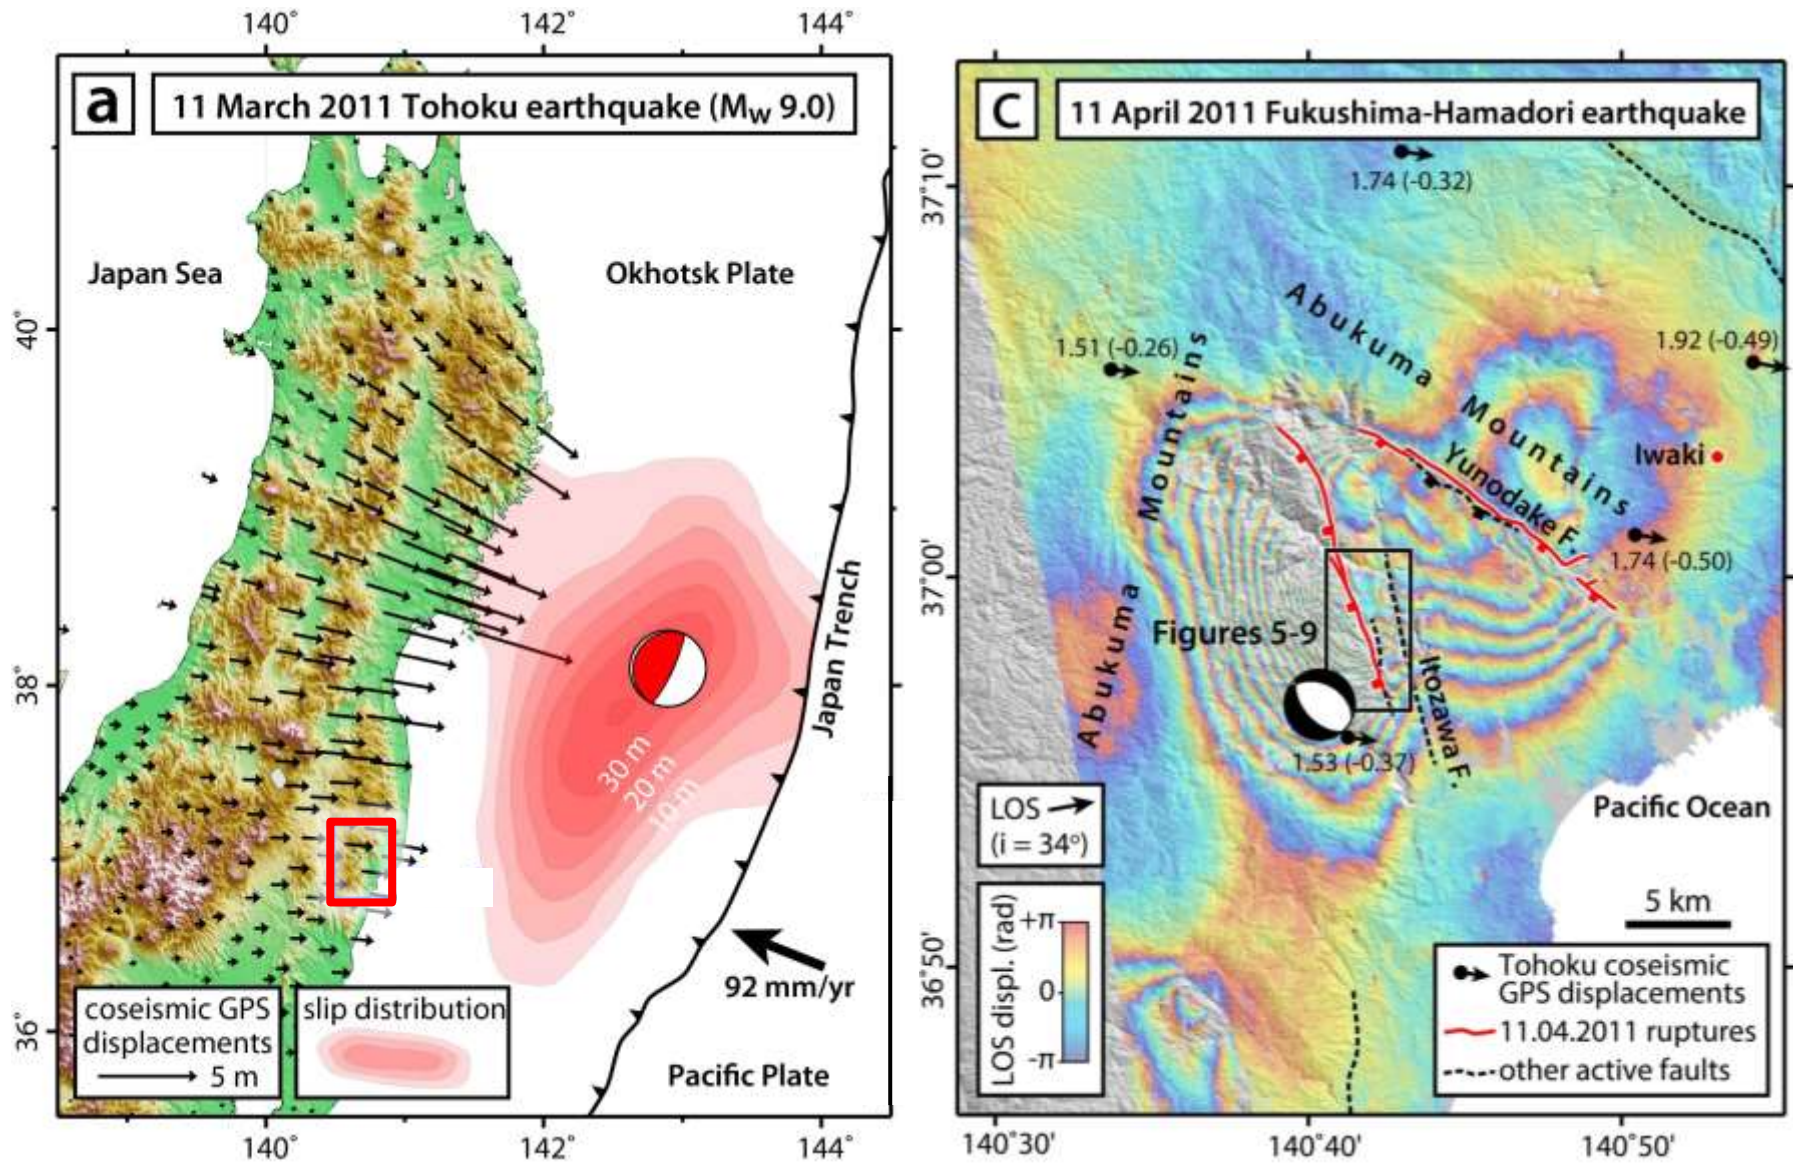 140°
142°
144°
a
11 March 2011 Tohoku earthquake (Mw 9.0)
Japan Sea
Okhotsk Plate
40°
38°
36°
30 m
20 m
10 m
Japan Trench
92 mm/yr
Pacific Plate
coseismic GPS
displacements
5 m
slip distribution
140°
142°
144°
c
11 April 2011 Fukushima-Hamadori earthquake
37°10'
37°00'
36°50'
1.74 (-0.32)
1.51 (-0.26)
1.92 (-0.49)
Abukuma
Mountains
Mountains
Abukuma
Yunodake F.
Iwaki
1.74 (-0.50)
Figures 5-9
Itozawa F.
1.53 (-0.37)
Pacific Ocean
LOS
(i = 34°)
LOS displ. (rad)
+π
0
-π
5 km
Tohoku coseismic
GPS displacements
11.04.2011 ruptures
other active faults
140°30'
140°40'
140°50'